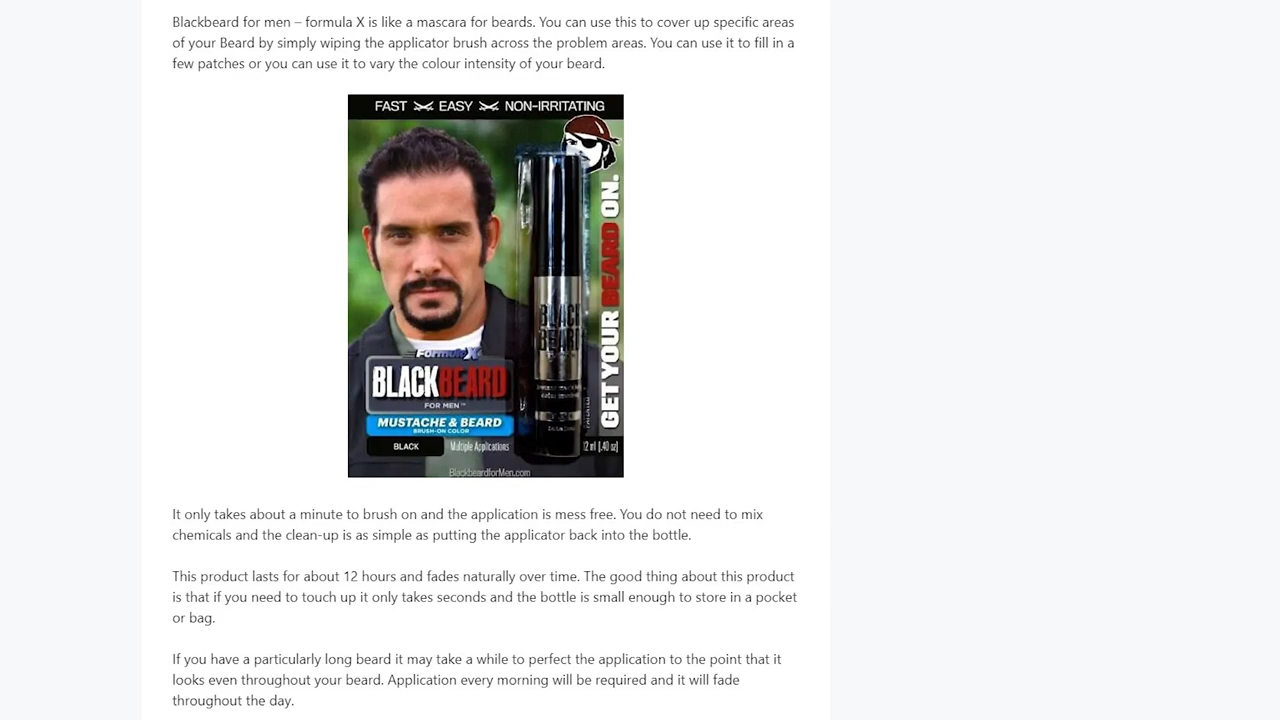 Blackbeard for men – formula X is like a mascara for beards. You can use this to cover up specific areas
of your Beard by simply wiping the applicator brush across the problem areas. You can use it to fill in a
few patches or you can use it to vary the colour intensity of your beard.
FAST EASY NON-IRRITATING
GET YOUR BEARD ON.
BLACK BEARD
Formula X
BLACKBEARD
FOR MEN™
MUSTACHE & BEARD
BRUSH-ON COLOR
BLACK Multiple Applications
12 ml [.40 oz]
PATENTED
BlackbeardforMen.com
It only takes about a minute to brush on and the application is mess free. You do not need to mix
chemicals and the clean-up is as simple as putting the applicator back into the bottle.
This product lasts for about 12 hours and fades naturally over time. The good thing about this product
is that if you need to touch up it only takes seconds and the bottle is small enough to store in a pocket
or bag.
If you have a particularly long beard it may take a while to perfect the application to the point that it
looks even throughout your beard. Application every morning will be required and it will fade
throughout the day.